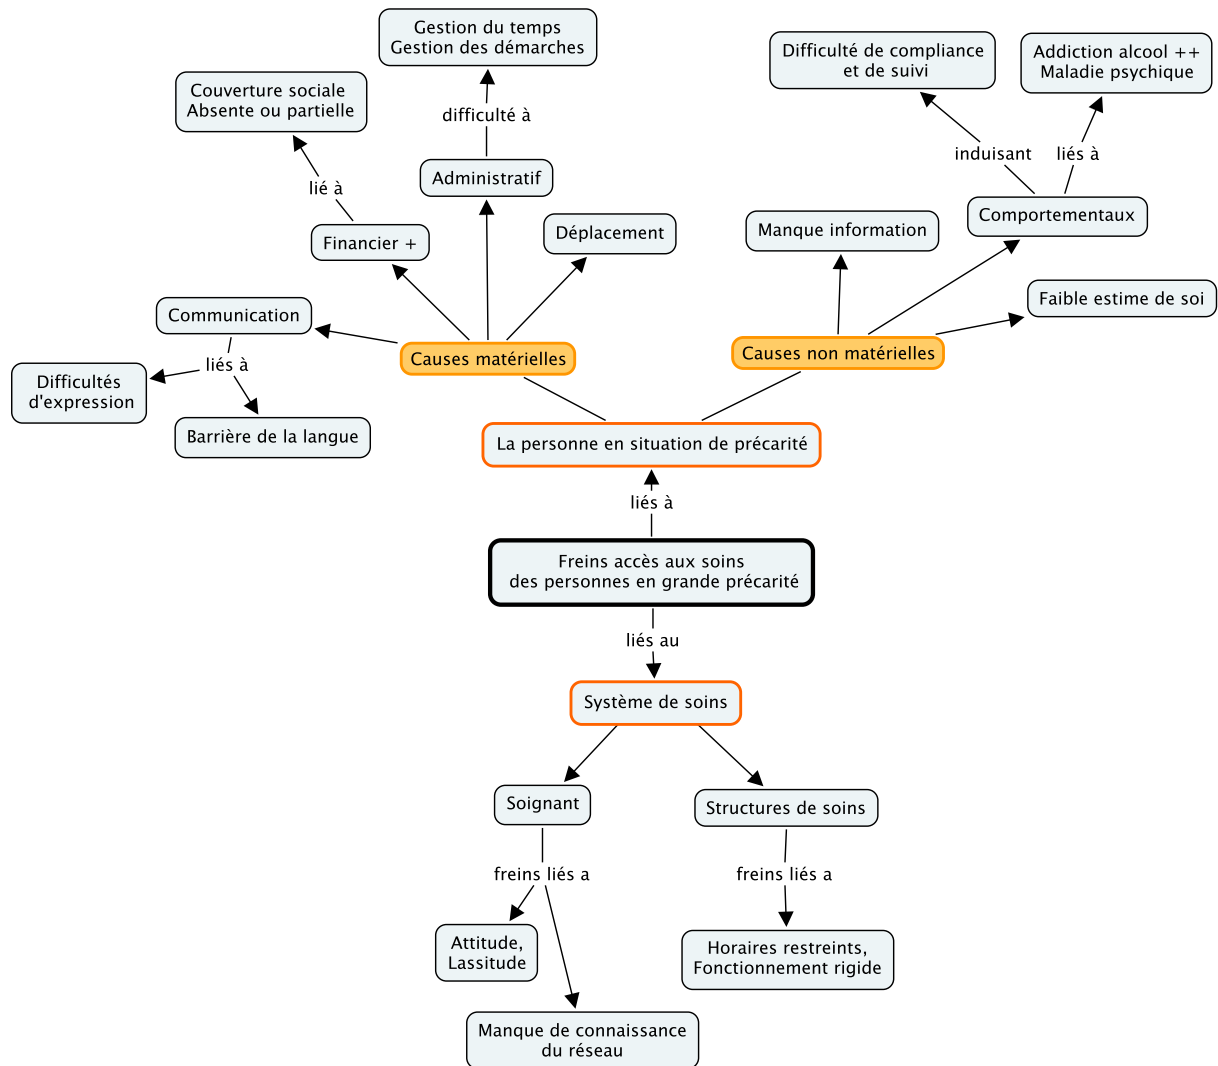 Gestion du temps
Gestion des démarches
Difficulté de compliance
et de suivi
Addiction alcool ++
Maladie psychique
Couverture sociale
Absente ou partielle
difficulté à
induisant
liés à
lié à
Administratif
Comportementaux
Financier +
Déplacement
Manque information
Faible estime de soi
Communication
Causes matérielles
Causes non matérielles
liés à
Difficultés
d'expression
Barrière de la langue
La personne en situation de précarité
liés à
Freins accès aux soins
des personnes en grande précarité
liés au
Système de soins
Soignant
Structures de soins
freins liés a
freins liés a
Attitude,
Lassitude
Horaires restreints,
Fonctionnement rigide
Manque de connaissance
du réseau